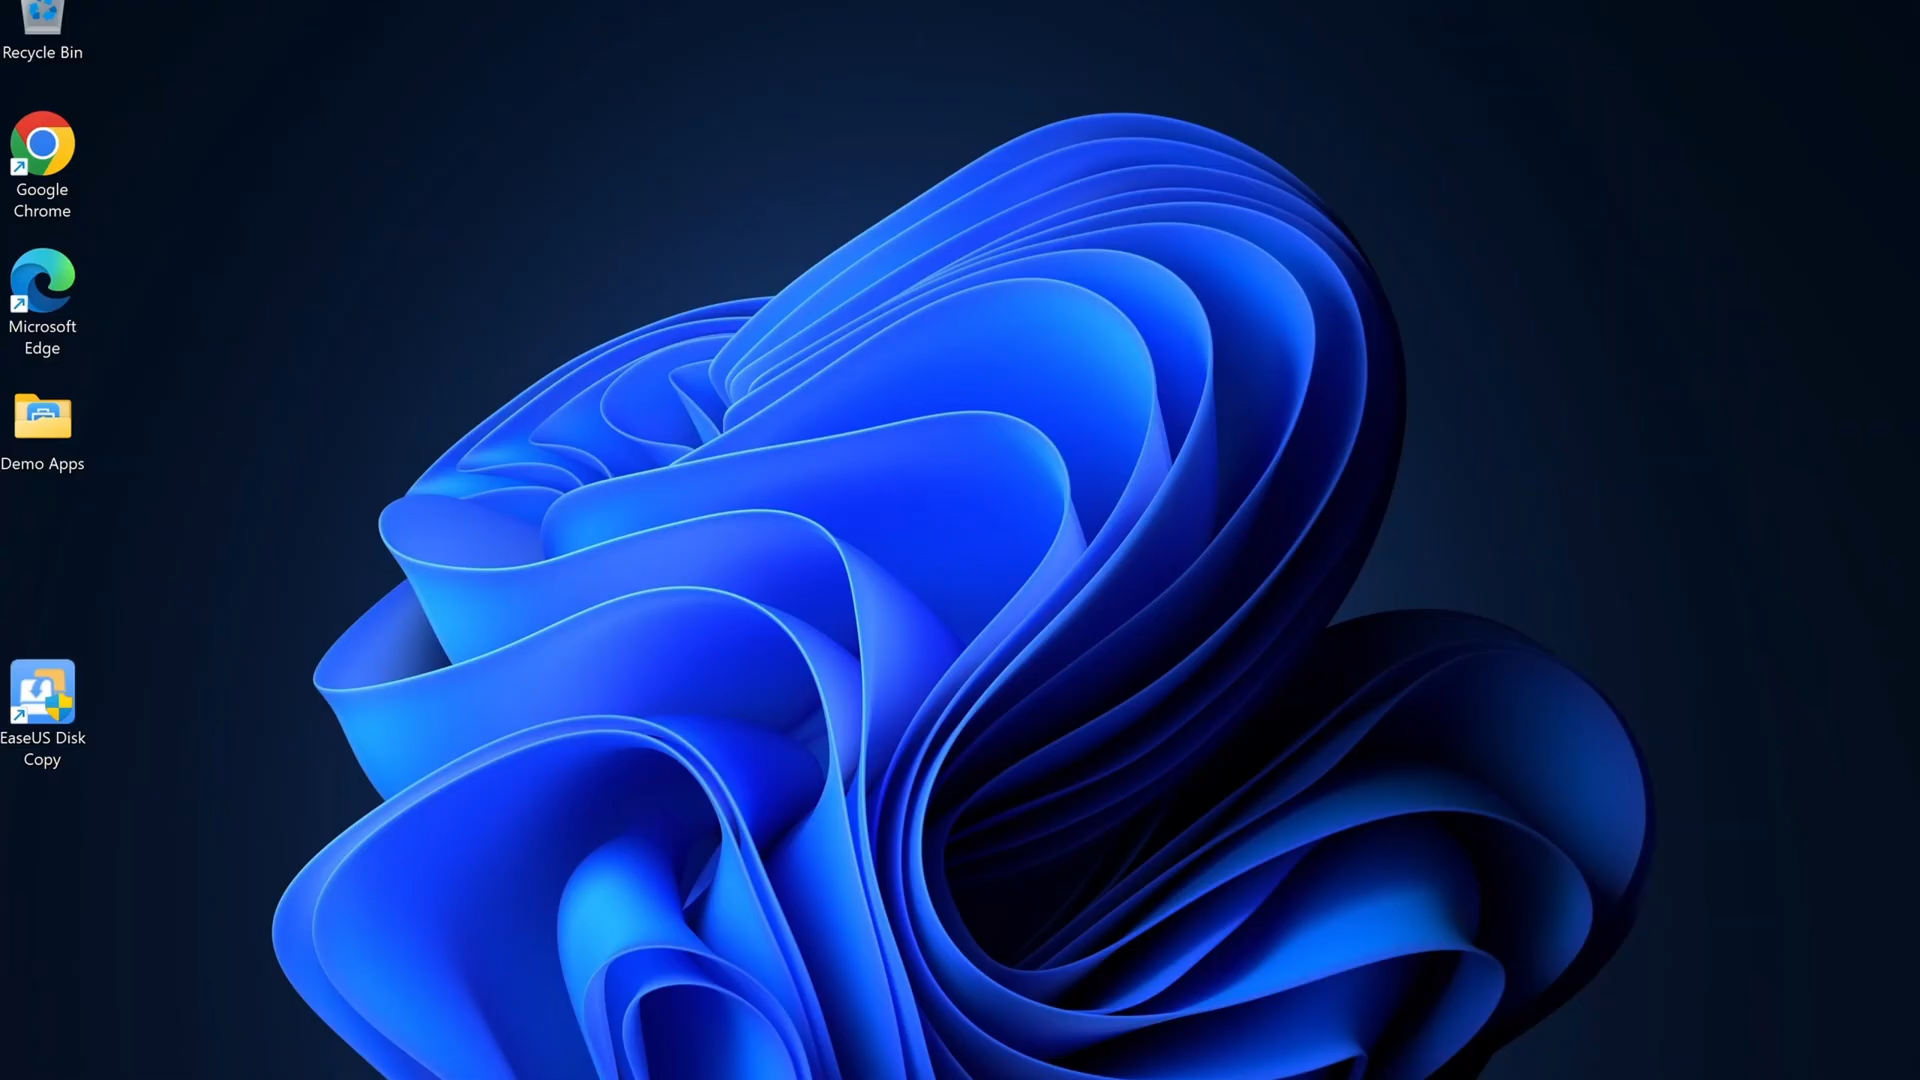 Recycle Bin
Google
Chrome
Microsoft
Edge
Demo Apps
EaseUS Disk
Copy